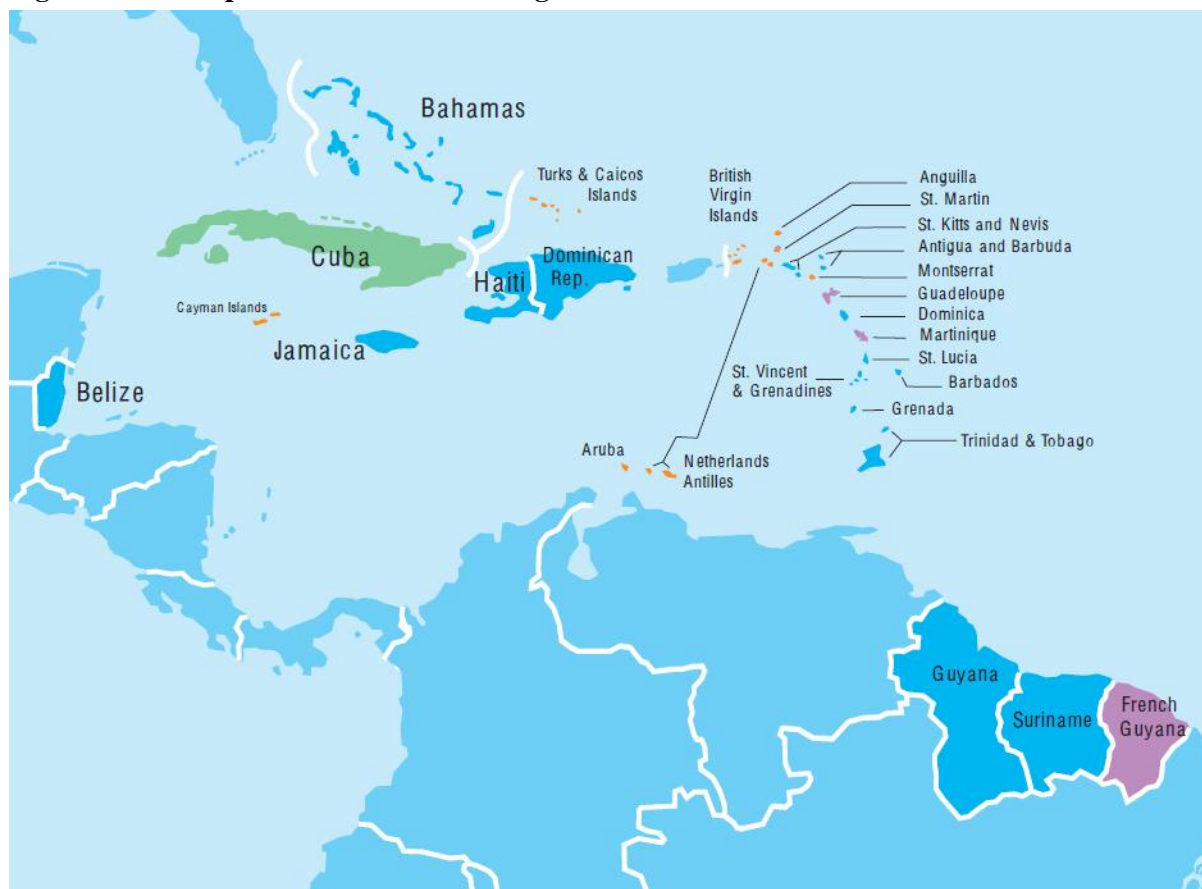 Bahamas
Turks & Caicos
Islands
British
Virgin
Islands
Anguilla
St. Martin
St. Kitts and Nevis
Antigua and Barbuda
Montserrat
Guadeloupe
Dominica
Martinique
St. Lucia
Barbados
St. Vincent
& Grenadines
Grenada
Trinidad & Tobago
Cuba
Haiti
Dominican
Rep.
Cayman Islands
Jamaica
Belize
Aruba
Netherlands
Antilles
Guyana
Suriname
French
Guyana